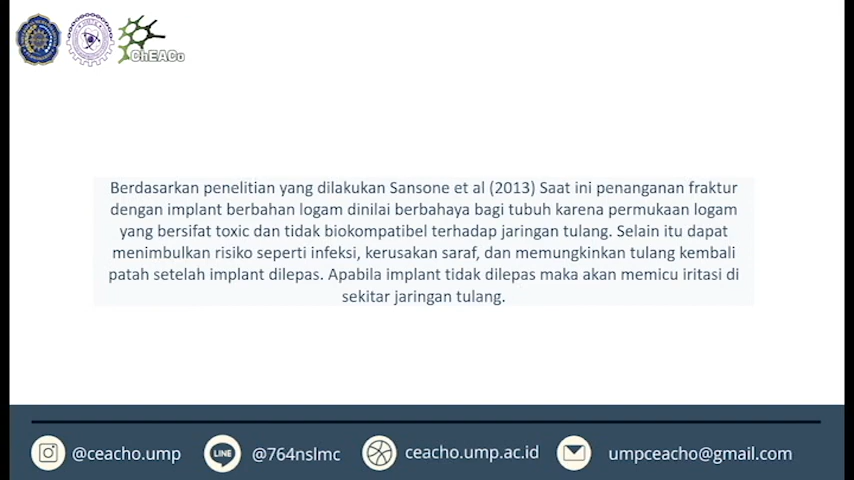 ChEACo
Berdasarkan penelitian yang dilakukan Sansone et al (2013) Saat ini penanganan fraktur
dengan implant berbahan logam dinilai berbahaya bagi tubuh karena permukaan logam
yang bersifat toxic dan tidak biokompatibel terhadap jaringan tulang. Selain itu dapat
menimbulkan risiko seperti infeksi, kerusakan saraf, dan memungkinkan tulang kembali
patah setelah implant dilepas. Apabila implant tidak dilepas maka akan memicu iritasi di
sekitar jaringan tulang.
@ceacho.ump
LINE
@764nslmc
ceacho.ump.ac.id
umpceacho@gmail.com